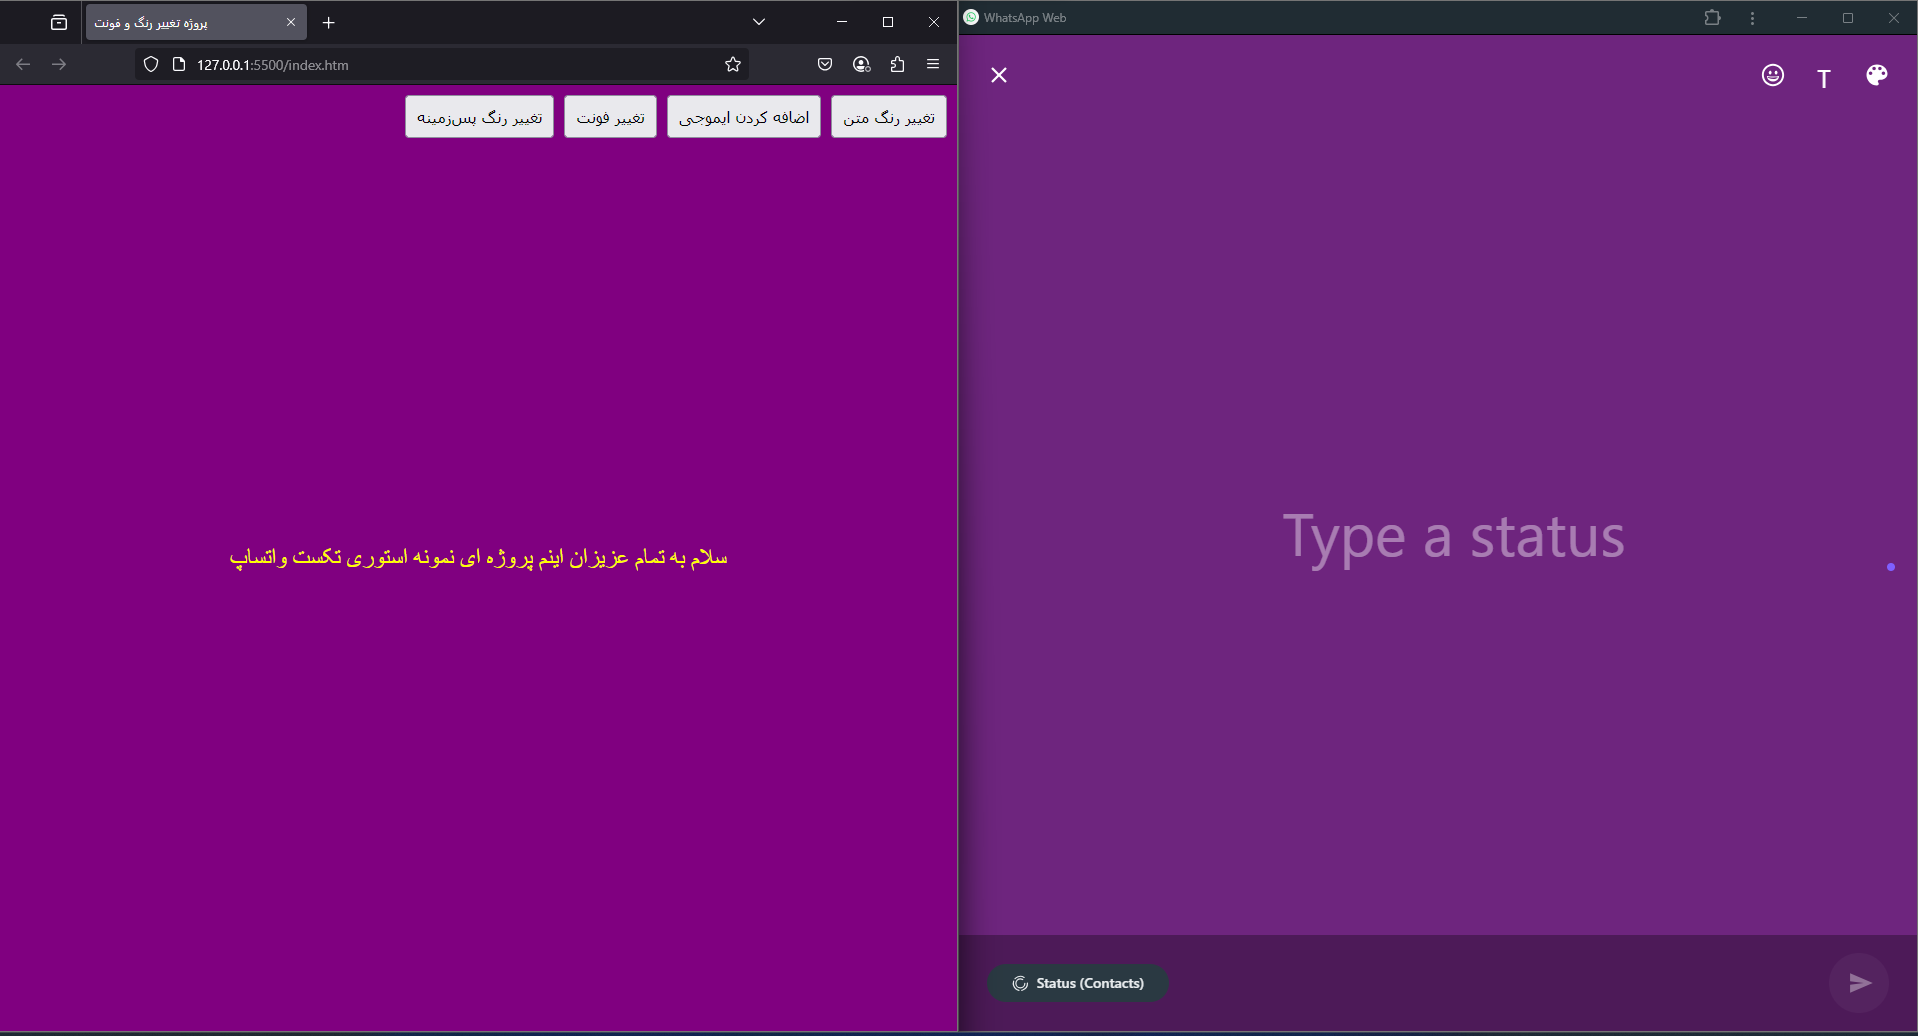 پروژه تغییر رنگ و فونت
127.0.0.1:5500/index.htm
تغییر رنگ متن
اضافه کردن ایموجی
تغییر فونت
تغییر رنگ پس‌زمینه
سلام به تمام عزیزان اینم پروژه ای نمونه استوری تکست واتساپ
WhatsApp Web
T
Type a status
Status (Contacts)